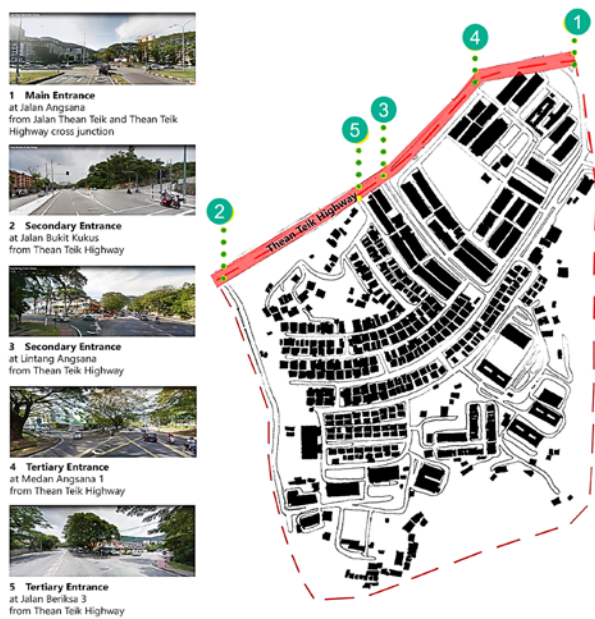 1 Main Entrance
at Jalan Angsana
from Jalan Thean Teik and Thean Teik
Highway cross junction
2 Secondary Entrance
at Jalan Bukit Kukus
from Thean Teik Highway
3 Secondary Entrance
at Lintang Angsana
from Thean Teik Highway
4 Tertiary Entrance
at Medan Angsana 1
from Thean Teik Highway
5 Tertiary Entrance
at Jalan Beriksa 3
from Thean Teik Highway
1
4
3
5
2
Thean Teik Highway